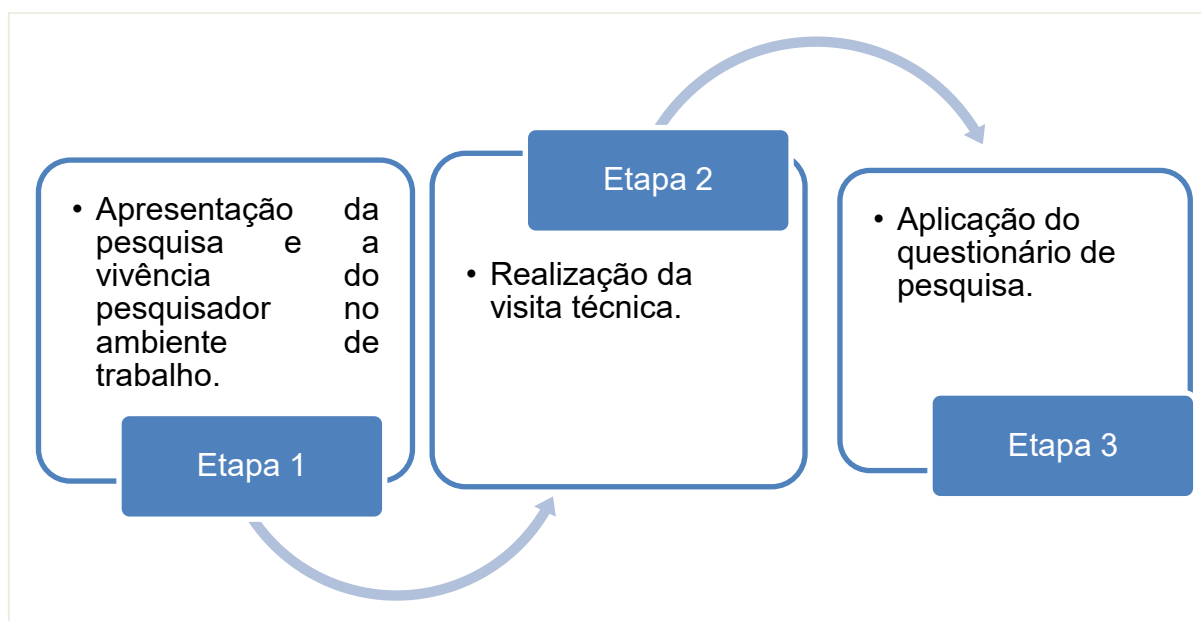 • Apresentação da
pesquisa e a
vivência do
pesquisador no
ambiente de
trabalho.
Etapa 1
Etapa 2
• Realização da
visita técnica.
• Aplicação do
questionário de
pesquisa.
Etapa 3